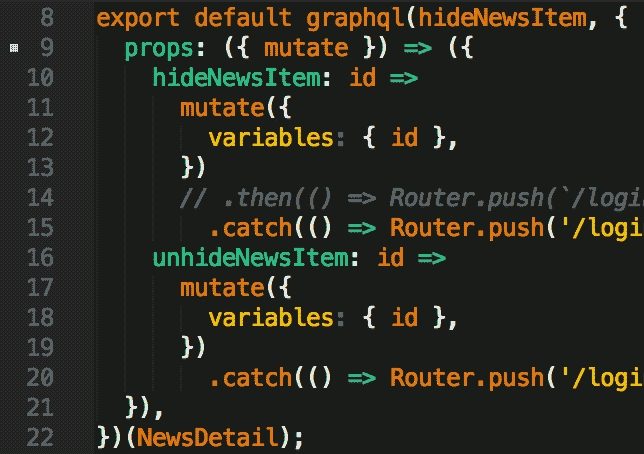 8 export default graphql(hideNewsItem, {
9 props: ({ mutate }) => ({
10 hideNewsItem: id =>
11 mutate({
12 variables: { id },
13 })
14 // .then(() => Router.push(`/login
15 .catch(() => Router.push('/logi
16 unhideNewsItem: id =>
17 mutate({
18 variables: { id },
19 })
20 .catch(() => Router.push('/logi
21 }),
22 })(NewsDetail);